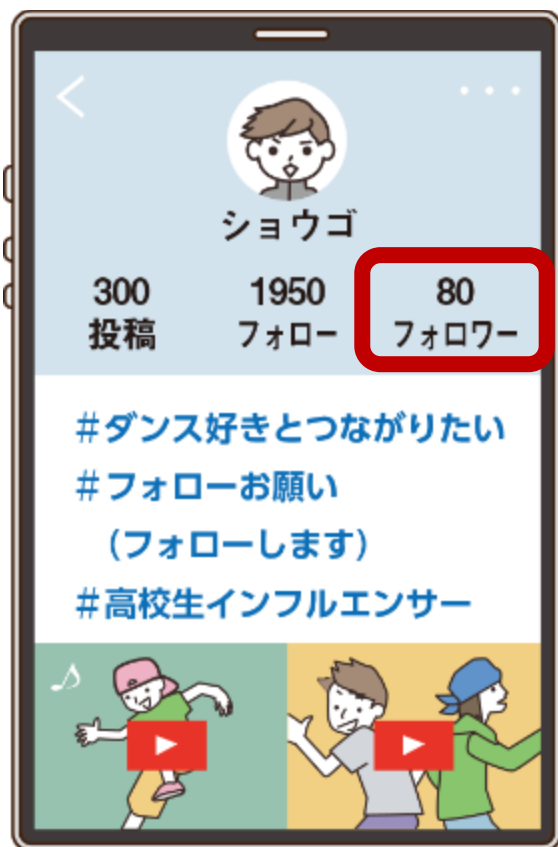 ショウゴ
300 1950 80
投稿 フォロー フォロワー
#ダンス好きとつながりたい
#フォローお願い
(フォローします)
#高校生インフルエンサー